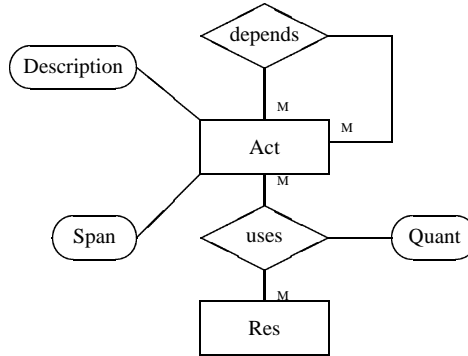 depends
Description
M
M
Act
M
Span
uses
Quant
M
Res